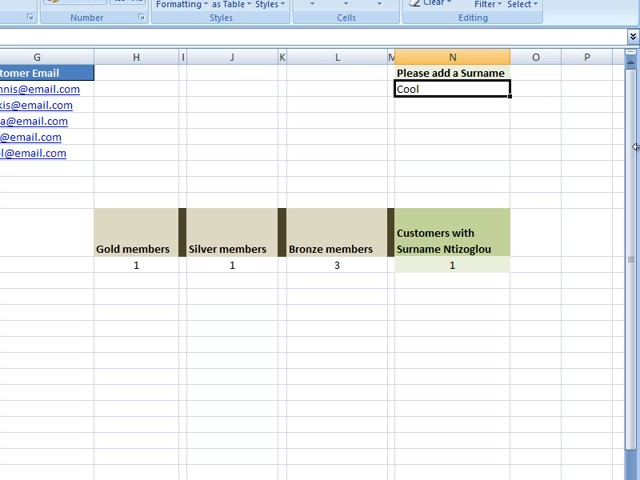 Formatting as Table Styles
Clear Filter Select
Number Styles Cells Editing
G H I J K L M N O P
tomer Email Please add a Surname
nnis@email.com Cool
kis@email.com
a@email.com
@email.com
l@email.com
Customers with
Gold members Silver members Bronze members Surname Ntizoglou
1 1 3 1